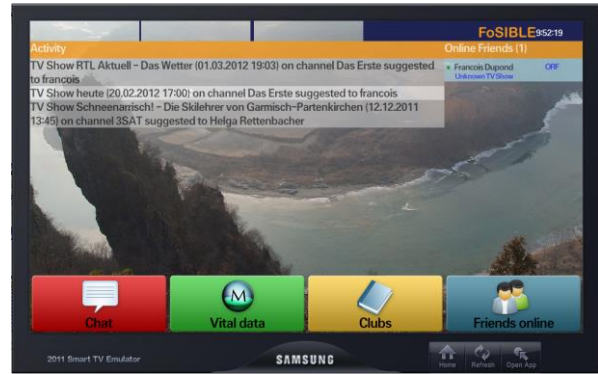 FoSIBLE 9:52:19
Activity
Online Friends (1)
TV Show RTL Aktuell - Das Wetter (01.03.2012 19:03) on channel Das Erste suggested
to francois
TV Show heute (20.02.2012 17:00) on channel Das Erste suggested to francois
TV Show Schneenarrisch! - Die Skilehrer von Garmisch-Partenkirchen (12.12.2011
13:45) on channel 3SAT suggested to Helga Rettenbacher
Francois Dupond ORF
Unknown TV Show
Chat
M
Vital data
Clubs
Friends online
2011 Smart TV Emulator
SAMSUNG
Home Refresh Open App